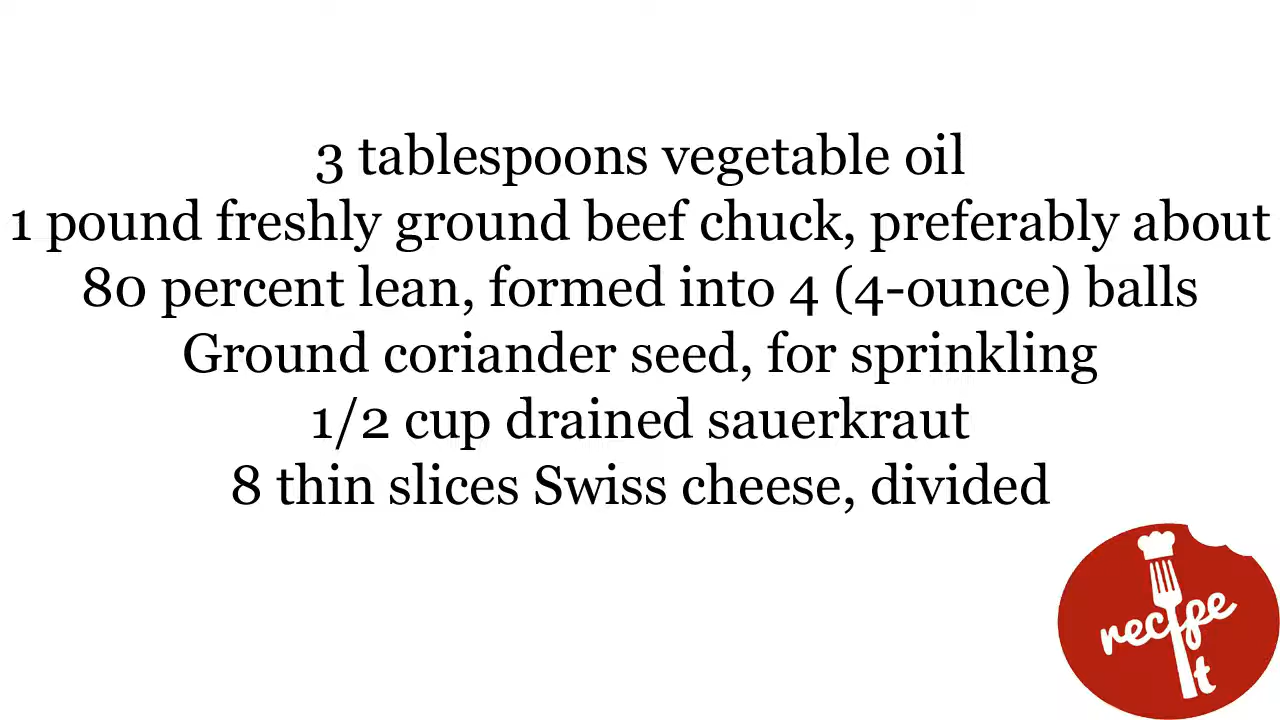 3 tablespoons vegetable oil
1 pound freshly ground beef chuck, preferably about
80 percent lean, formed into 4 (4-ounce) balls
Ground coriander seed, for sprinkling
1/2 cup drained sauerkraut
8 thin slices Swiss cheese, divided
recipe
It